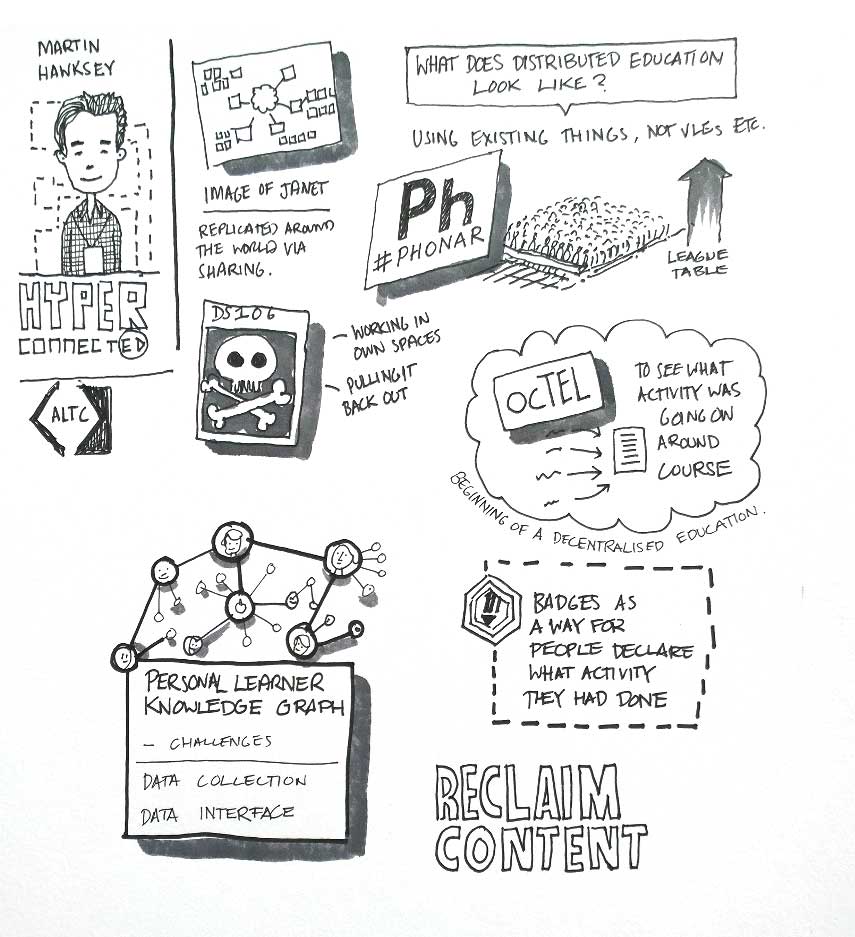 MARTIN
HAWKSEY
HYPER
CONNECTED
ALTC
IMAGE OF JANET
REPLICATED AROUND
THE WORLD VIA
SHARING.
DS106
- WORKING IN
OWN SPACES
- PULLING IT
BACK OUT
WHAT DOES DISTRIBUTED EDUCATION
LOOK LIKE?
USING EXISTING THINGS, NOT VLEs ETC.
Ph
#PHONAR
LEAGUE
TABLE
ocTEL
TO SEE WHAT
ACTIVITY WAS
GOING ON
AROUND
COURSE
BEGINNING OF A DECENTRALISED EDUCATION.
BADGES AS
A WAY FOR
PEOPLE DECLARE
WHAT ACTIVITY
THEY HAD DONE
PERSONAL LEARNER
KNOWLEDGE GRAPH
- CHALLENGES
DATA COLLECTION
DATA INTERFACE
RECLAIM
CONTENT